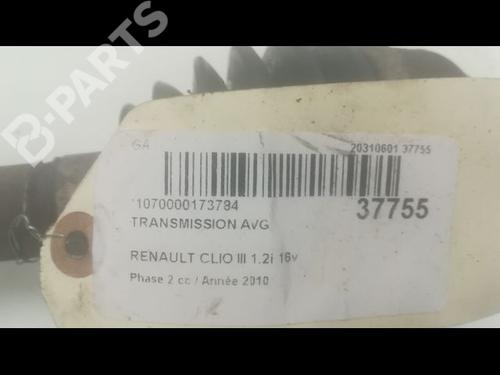 B-PARTS
GA
20310601 37755
1070000173784
37755
TRANSMISSION AVG
RENAULT CLIO III 1.2i 16v
Phase 2 cc / Année 2010